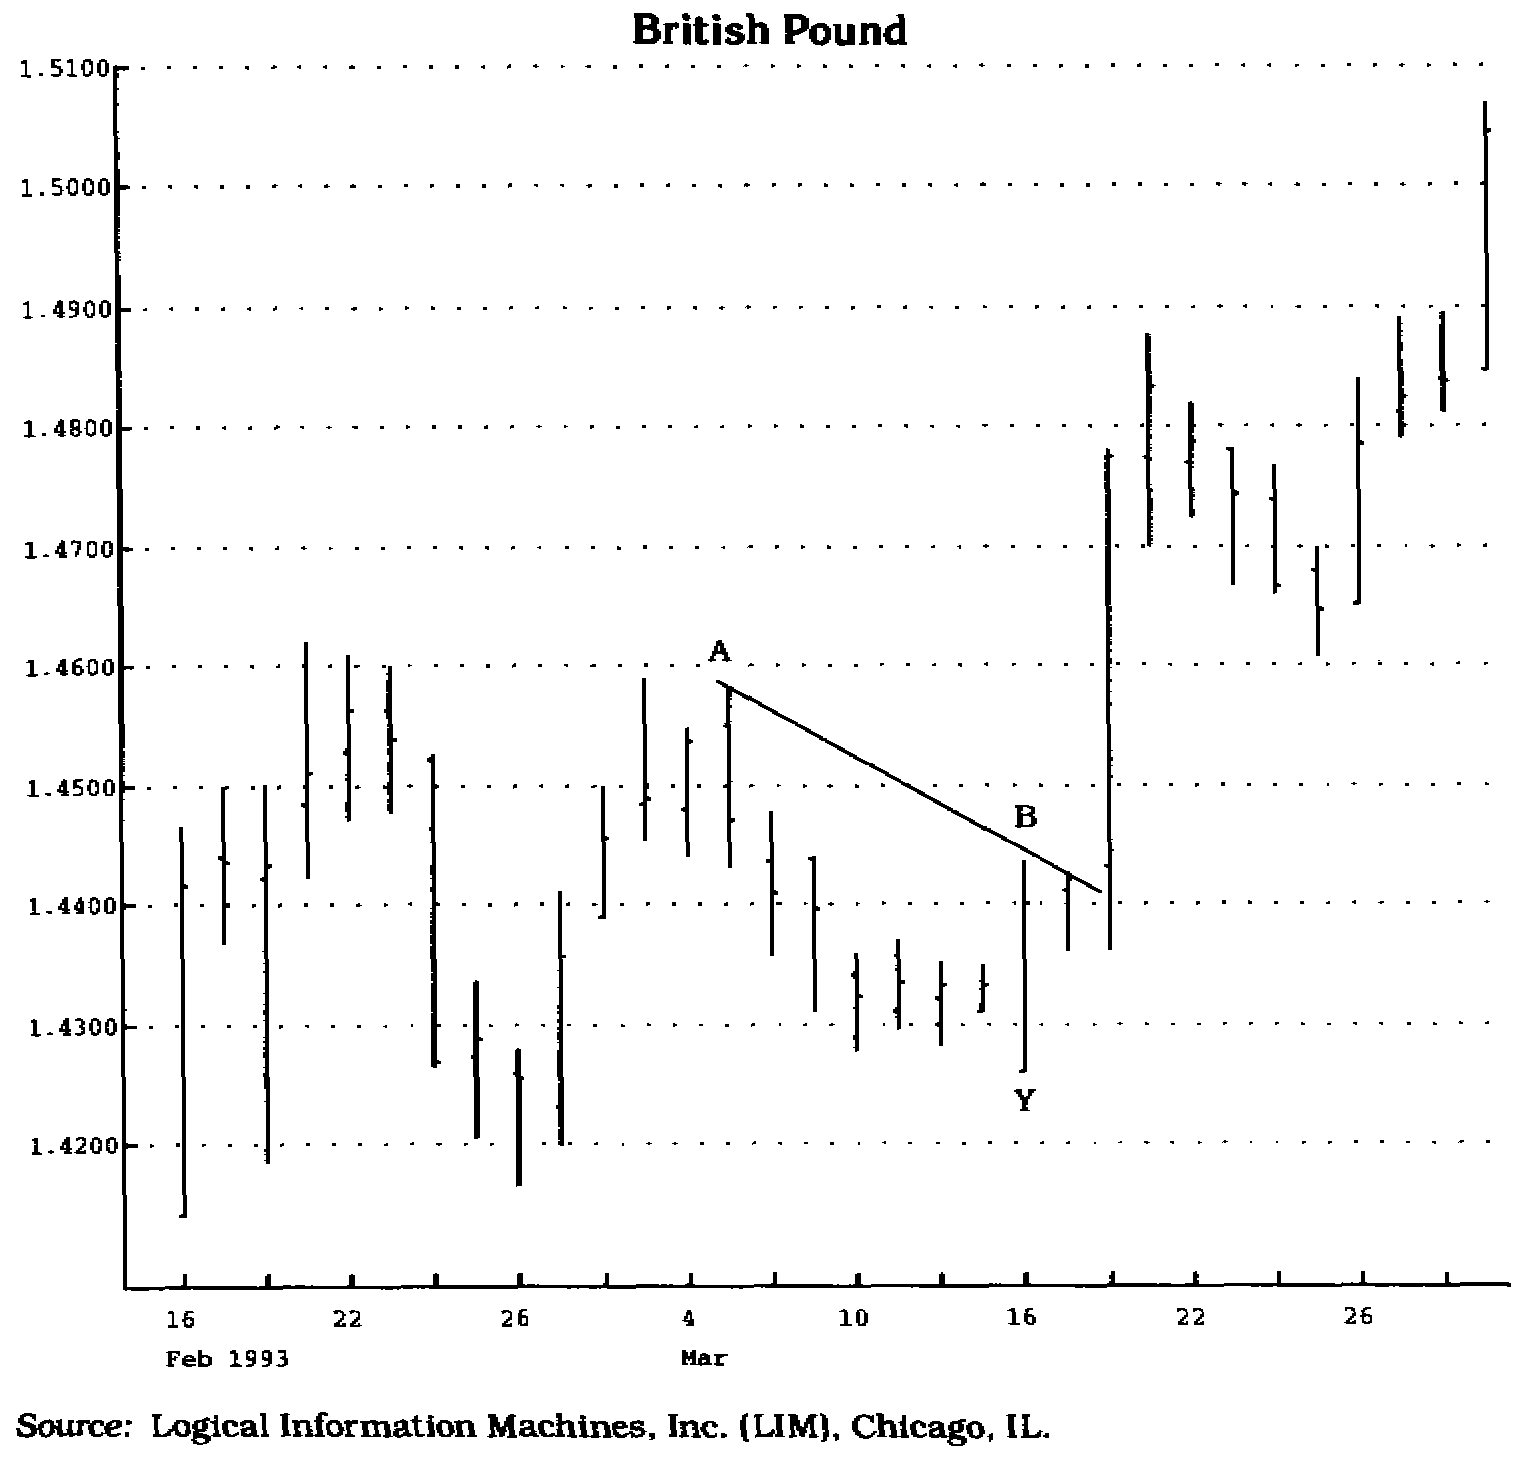 British Pound
1.5100
1.5000
1.4900
1.4800
1.4700
1.4600
A
1.4500
B
1.4400
1.4300
Y
1.4200
16 22 26 4 10 16 22 26
Feb 1993 Mar
Source: Logical Information Machines, Inc. (LIM), Chicago, IL.